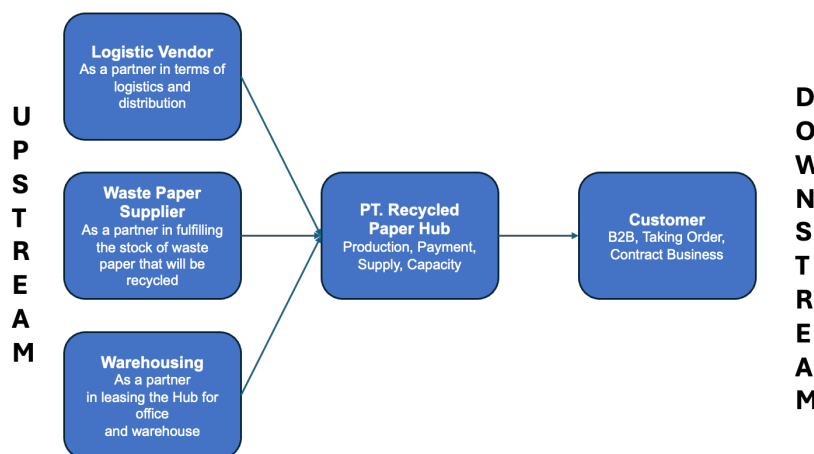 UPSTREAM
Logistic Vendor
As a partner in terms of
logistics and
distribution
Waste Paper
Supplier
As a partner in fulfilling
the stock of waste
paper that will be
recycled
Warehousing
As a partner
in leasing the Hub for
office
and warehouse
PT. Recycled
Paper Hub
Production, Payment,
Supply, Capacity
Customer
B2B, Taking Order,
Contract Business
DOWNSTREAM